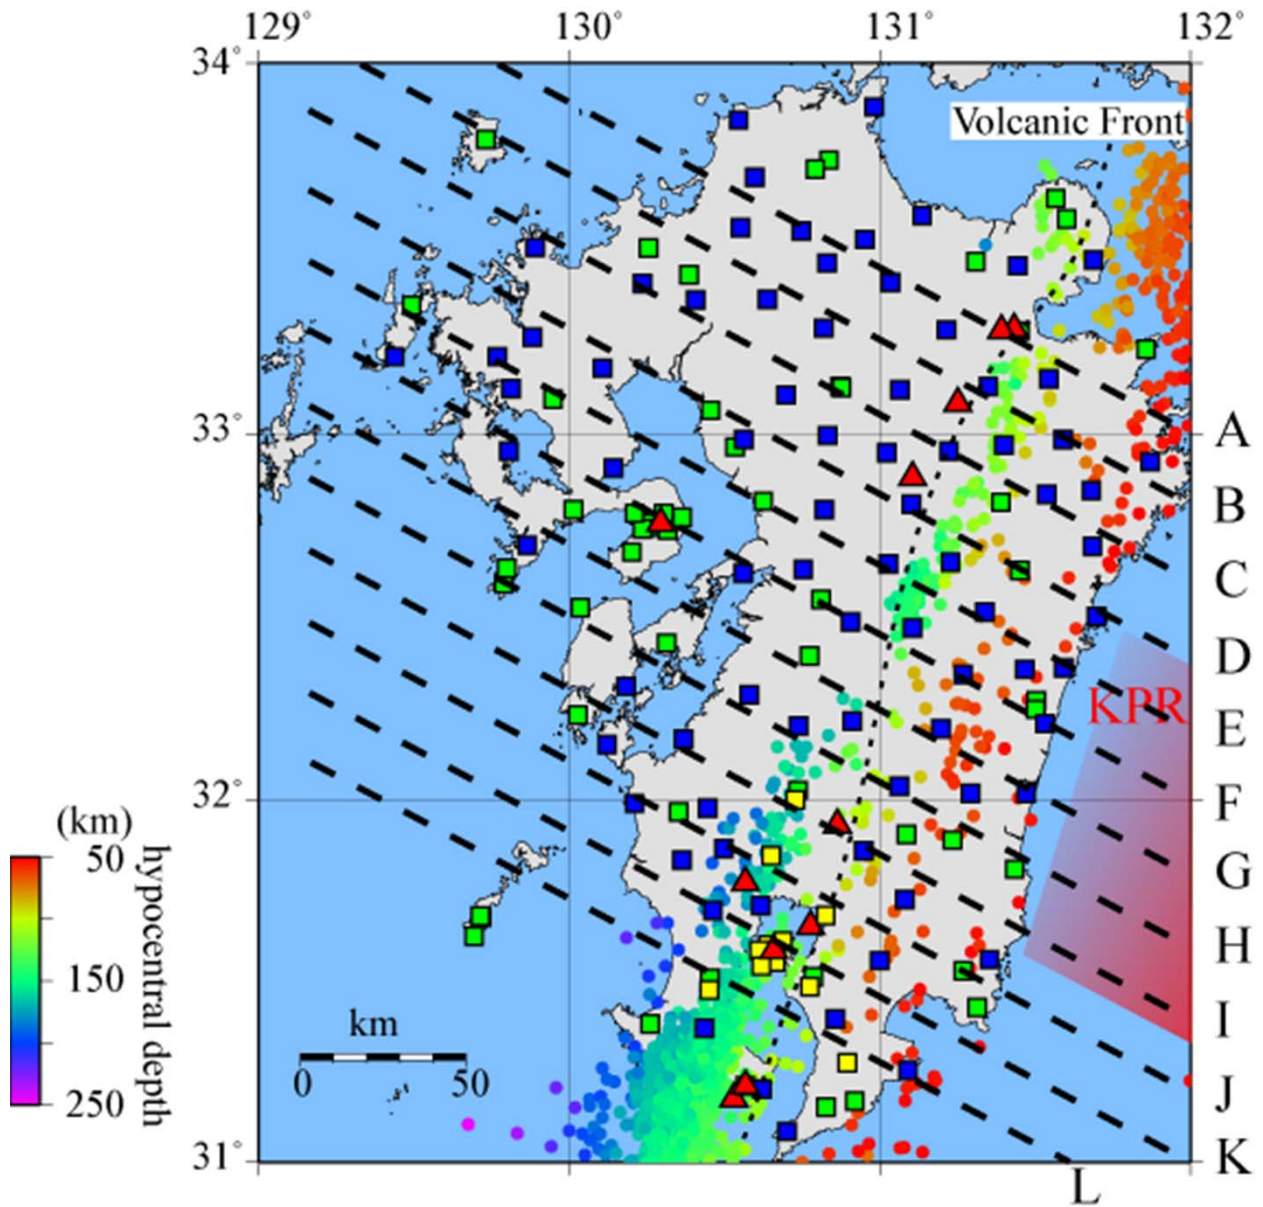 129° 130° 131° 132°
34°
Volcanic Front
33°
A
B
C
D
KPR
E
32°
F
(km)
50
G
H
150
km
I
0 50
J
250
hypocentral depth
31°
K
L